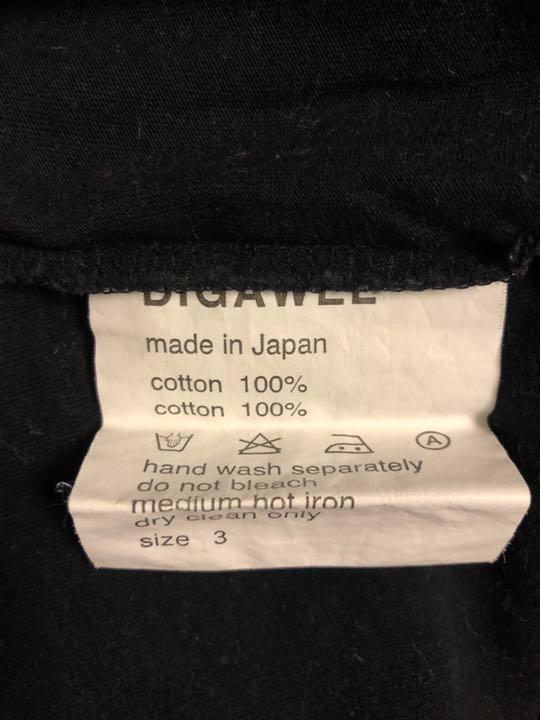 DIGAWEL
made in Japan
cotton 100%
cotton 100%
A
hand wash separately
do not bleach
medium hot iron
dry clean only
size 3